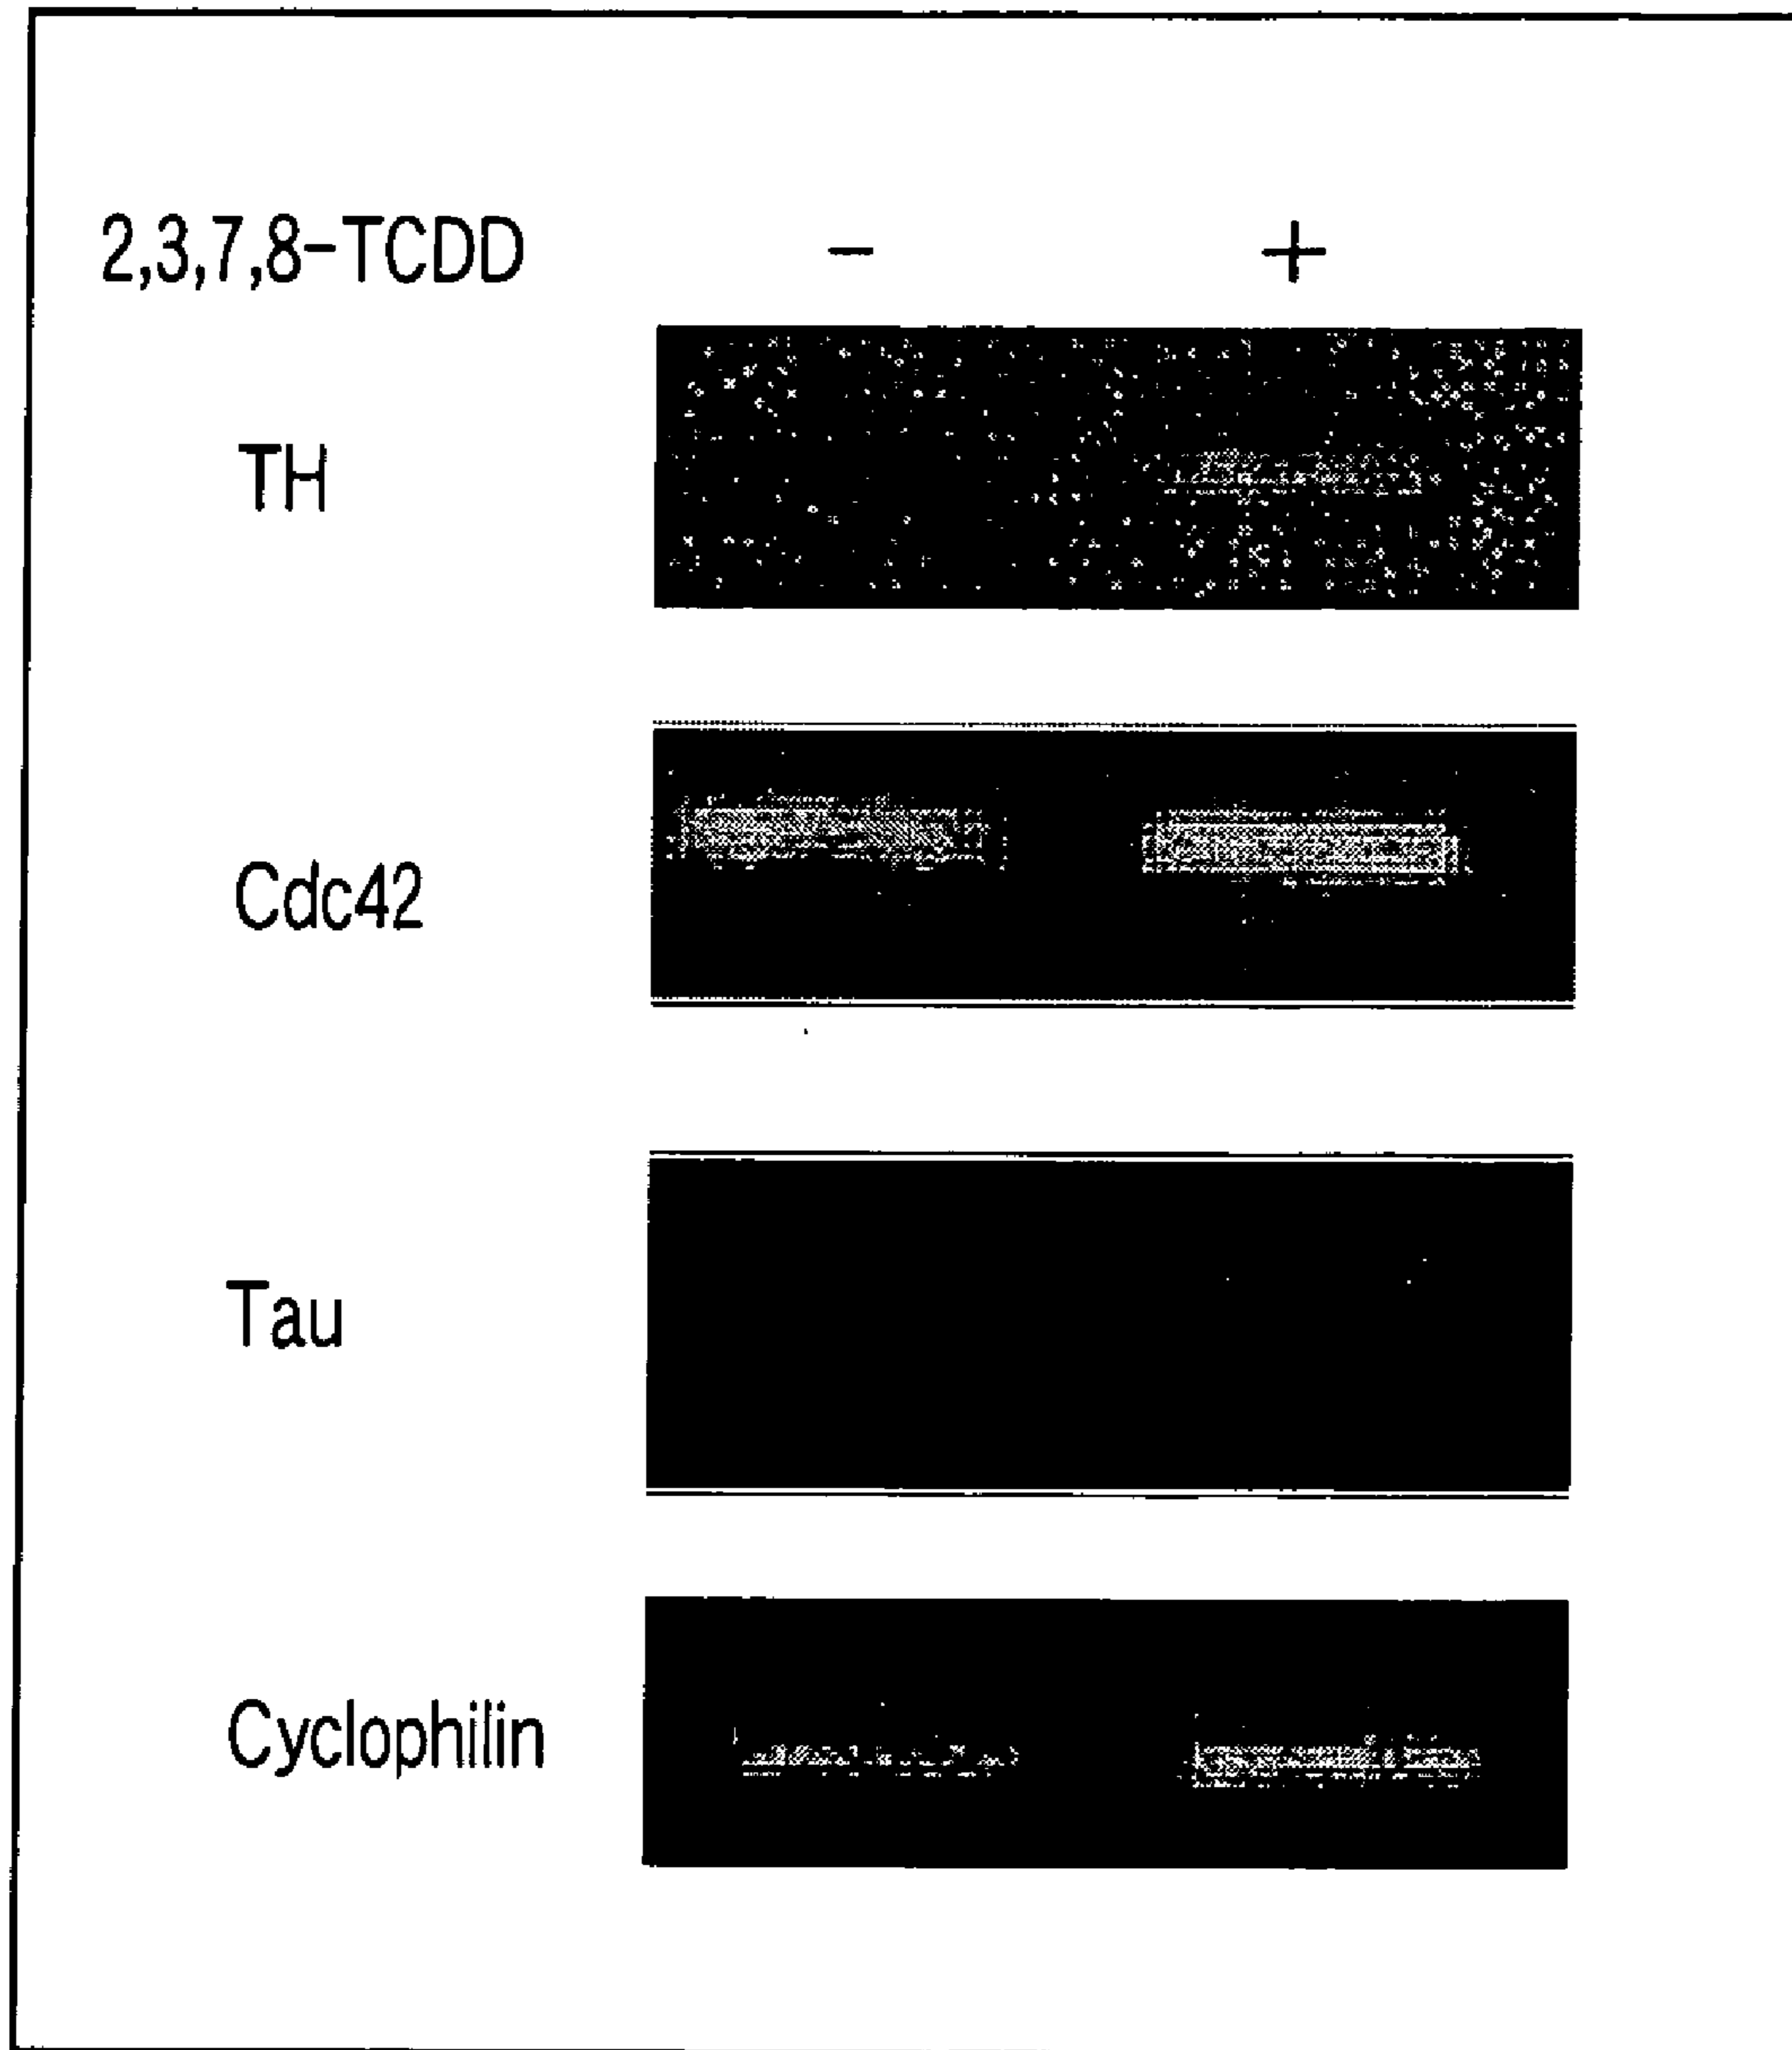 2,3,7,8-TCDD − +
TH
Cdc42
Tau
Cyclophilin